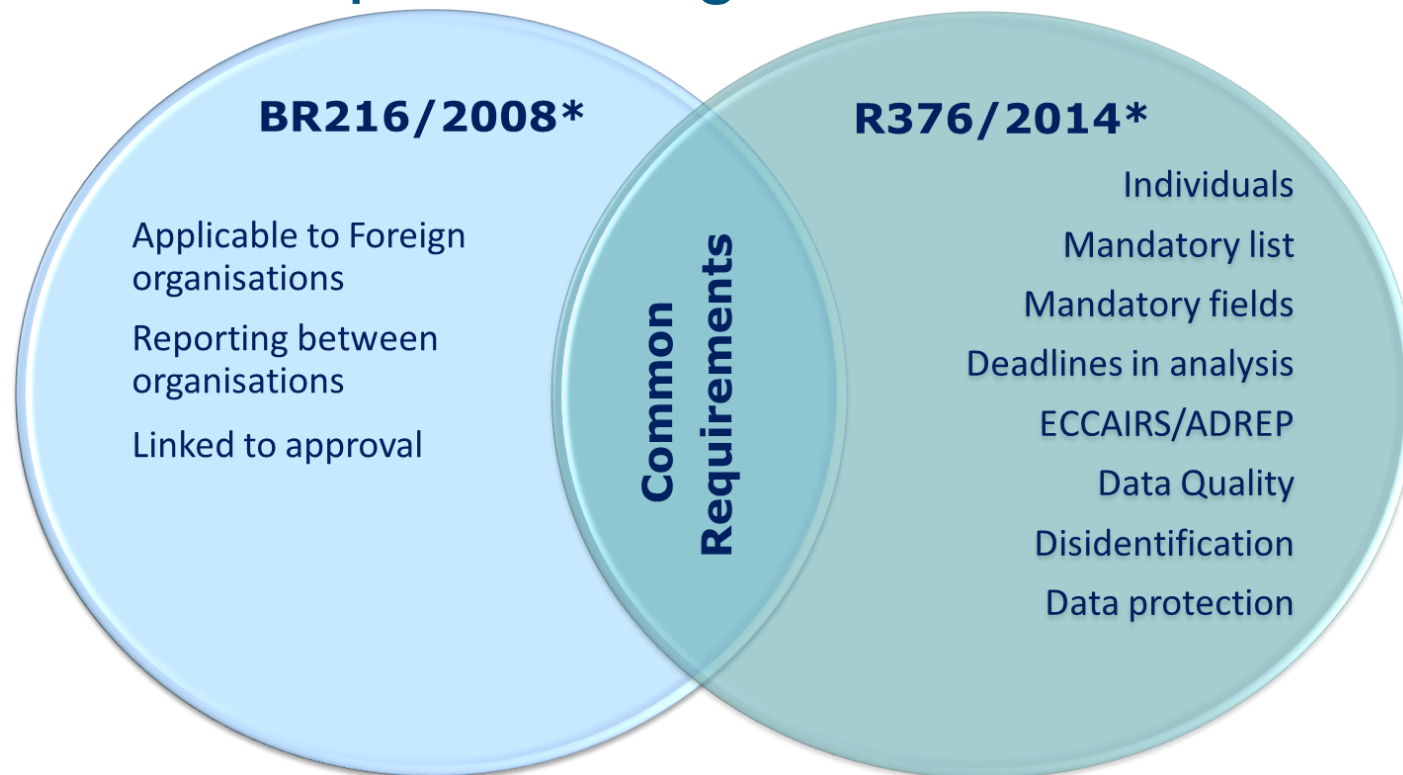 BR216/2008*
Applicable to Foreign
organisations
Reporting between
organisations
Linked to approval
Common
Requirements
R376/2014*
Individuals
Mandatory list
Mandatory fields
Deadlines in analysis
ECCAIRS/ADREP
Data Quality
Disidentification
Data protection